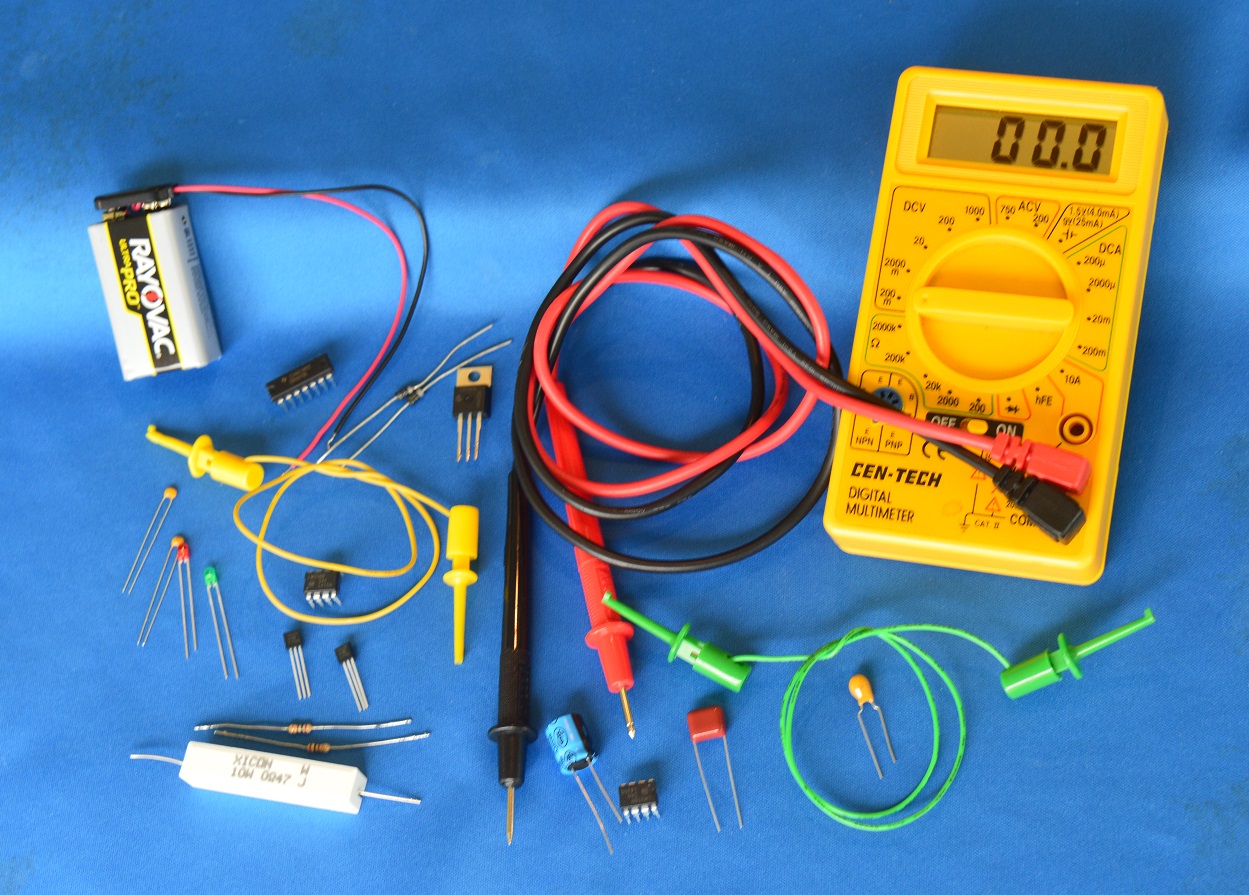 RAYOVAC
ULTRA PRO
00.0
DCV
1000
200
20
2000
m
200
m
750
ACV
200
1.5V(4.0mA)
9V(25mA)
DCA
200µ
2000µ
20m
200m
10A
hFE
2000k
Ω
200k
20k
2000
200
E
E
B
OFF
ON
E
E
NPN
PNP
CE
CEN-TECH
DIGITAL
MULTIMETER
CAT. II
COM
XICON W
10W 0Ω47 J